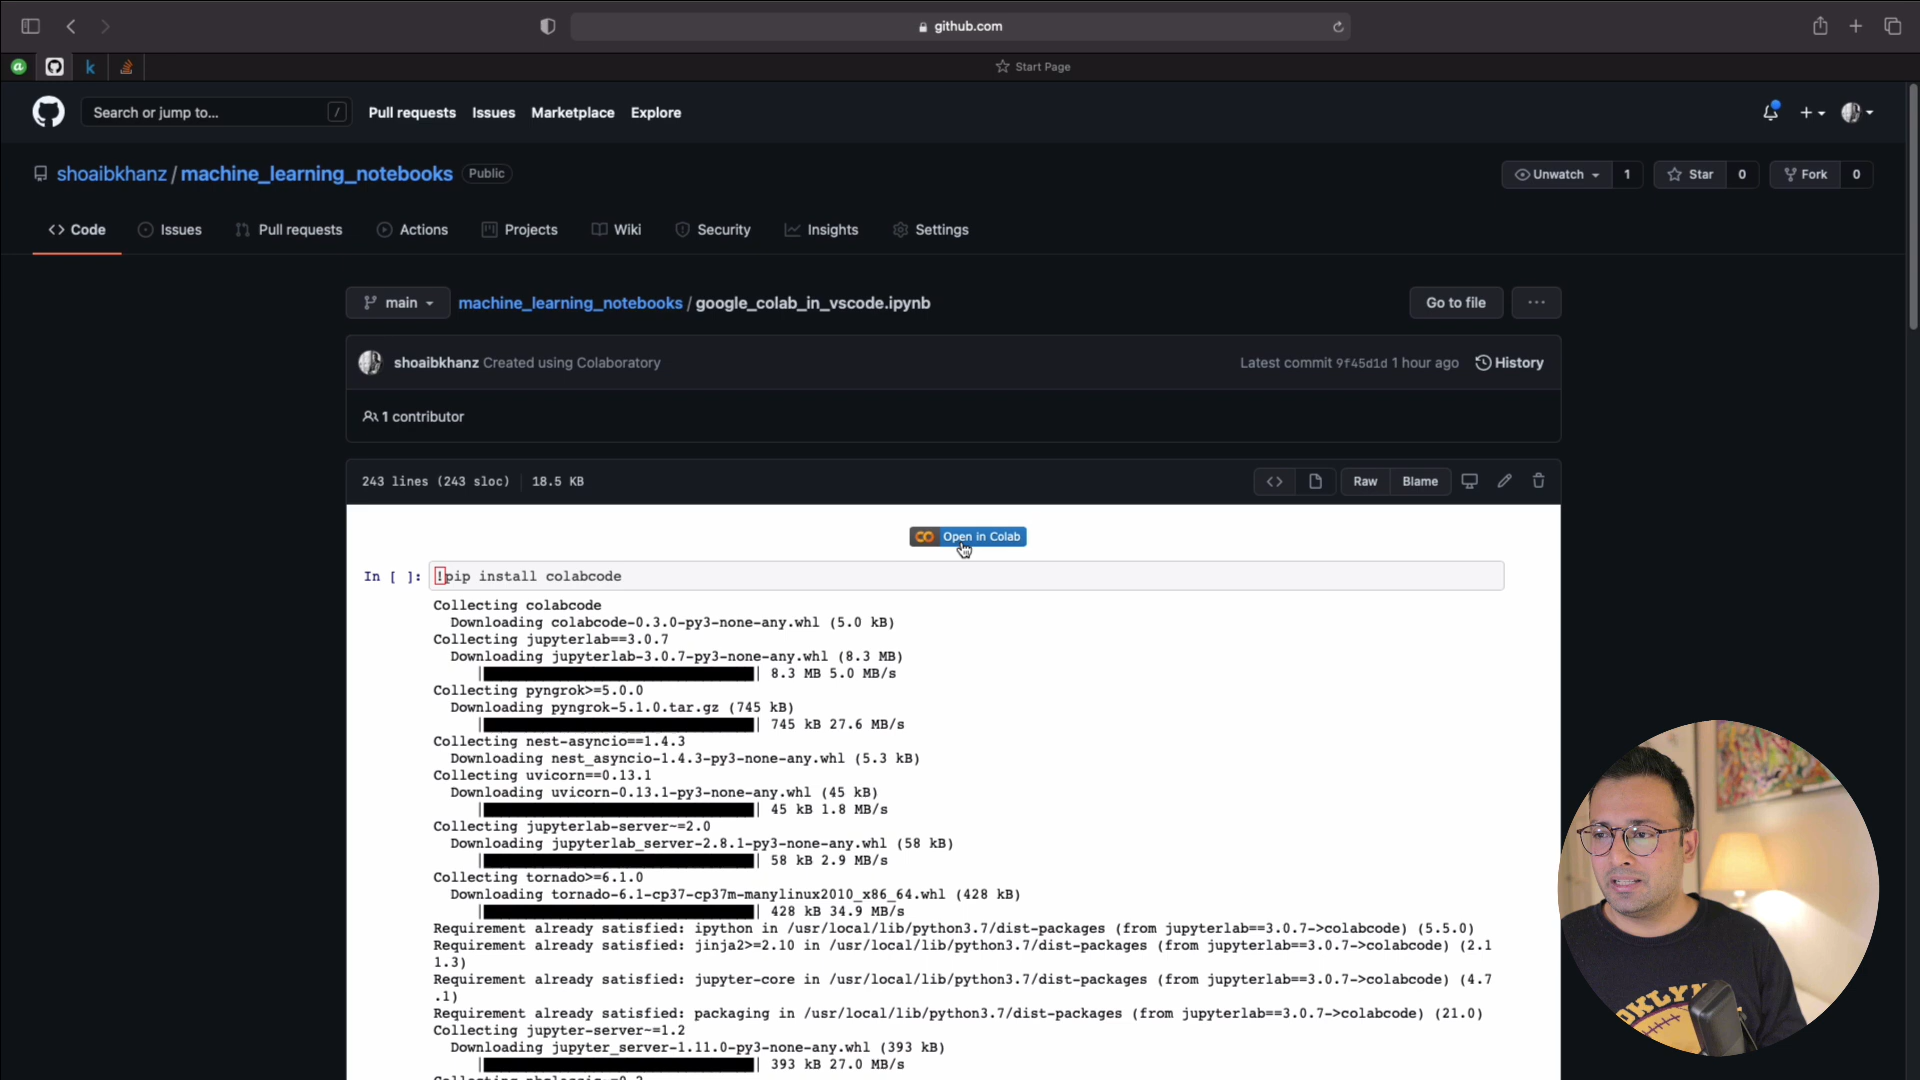 github.com
Start Page
Search or jump to... /
Pull requests Issues Marketplace Explore
shoaibkhanz / machine_learning_notebooks Public
Unwatch 1 Star 0 Fork 0
Code Issues Pull requests Actions Projects Wiki Security Insights Settings
main machine_learning_notebooks / google_colab_in_vscode.ipynb Go to file ...
shoaibkhanz Created using Colaboratory Latest commit 9f45d1d 1 hour ago History
1 contributor
243 lines (243 sloc) 18.5 KB <> Raw Blame
CO Open in Colab
In [ ]: !pip install colabcode
Collecting colabcode
Downloading colabcode-0.3.0-py3-none-any.whl (5.0 kB)
Collecting jupyterlab==3.0.7
Downloading jupyterlab-3.0.7-py3-none-any.whl (8.3 MB)
| | 8.3 MB 5.0 MB/s
Collecting pyngrok>=5.0.0
Downloading pyngrok-5.1.0.tar.gz (745 kB)
| | 745 kB 27.6 MB/s
Collecting nest-asyncio==1.4.3
Downloading nest_asyncio-1.4.3-py3-none-any.whl (5.3 kB)
Collecting uvicorn==0.13.1
Downloading uvicorn-0.13.1-py3-none-any.whl (45 kB)
| | 45 kB 1.8 MB/s
Collecting jupyterlab-server~=2.0
Downloading jupyterlab_server-2.8.1-py3-none-any.whl (58 kB)
| | 58 kB 2.9 MB/s
Collecting tornado>=6.1.0
Downloading tornado-6.1-cp37-cp37m-manylinux2010_x86_64.whl (428 kB)
| | 428 kB 34.9 MB/s
Requirement already satisfied: ipython in /usr/local/lib/python3.7/dist-packages (from jupyterlab==3.0.7->colabcode) (5.5.0)
Requirement already satisfied: jinja2>=2.10 in /usr/local/lib/python3.7/dist-packages (from jupyterlab==3.0.7->colabcode) (2.1
1.3)
Requirement already satisfied: jupyter-core in /usr/local/lib/python3.7/dist-packages (from jupyterlab==3.0.7->colabcode) (4.7
.1)
Requirement already satisfied: packaging in /usr/local/lib/python3.7/dist-packages (from jupyterlab==3.0.7->colabcode) (21.0)
Collecting jupyter-server~=1.2
Downloading jupyter_server-1.11.0-py3-none-any.whl (393 kB)
| | 393 kB 27.0 MB/s